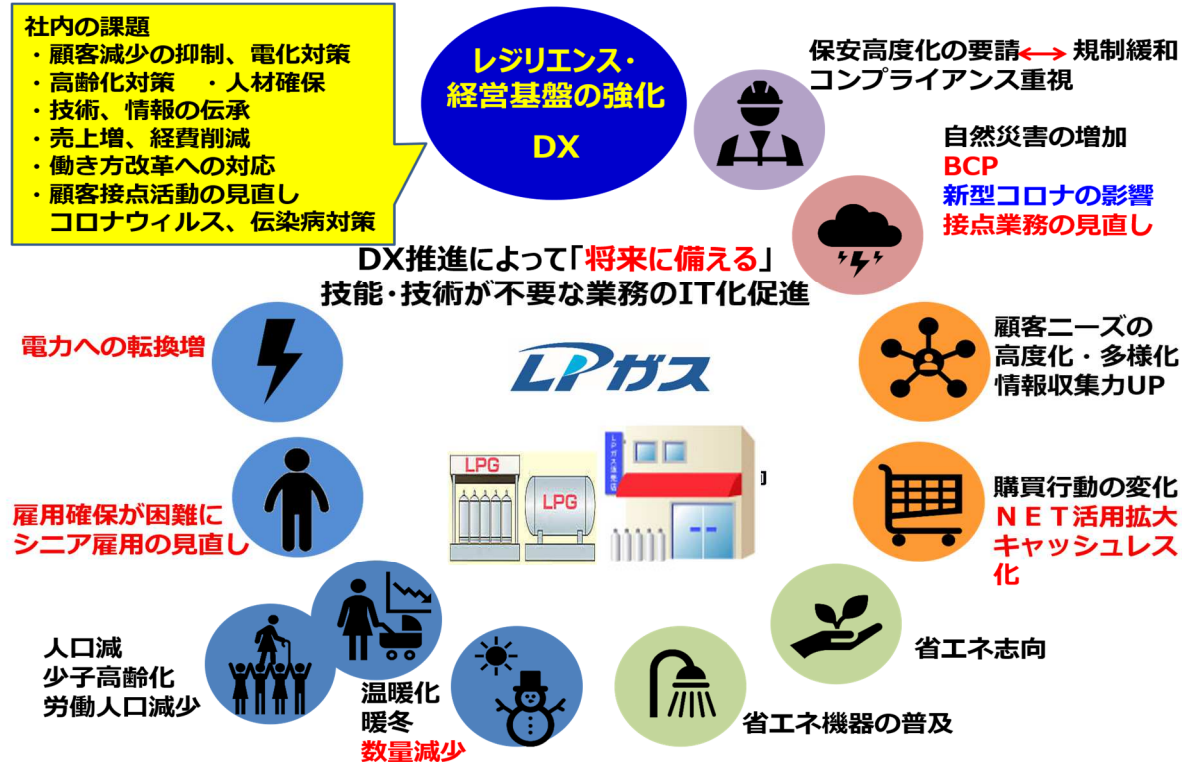 社内の課題
・顧客減少の抑制、電化対策
・高齢化対策　・人材確保
・技術、情報の伝承
・売上増、経費削減
・働き方改革への対応
・顧客接点活動の見直し
コロナウィルス、伝染病対策
レジリエンス・
経営基盤の強化
DX
保安高度化の要請↔規制緩和
コンプライアンス重視
自然災害の増加
BCP
新型コロナの影響
接点業務の見直し
DX推進によって「将来に備える」
技能・技術が不要な業務のIT化促進
電力への転換増
LPガス
顧客ニーズの
高度化・多様化
情報収集力UP
LPG
LPG
LPガス販売店
雇用確保が困難に
シニア雇用の見直し
購買行動の変化
ＮＥＴ活用拡大
キャッシュレス
化
人口減
少子高齢化
労働人口減少
温暖化
暖冬
数量減少
省エネ機器の普及
省エネ志向